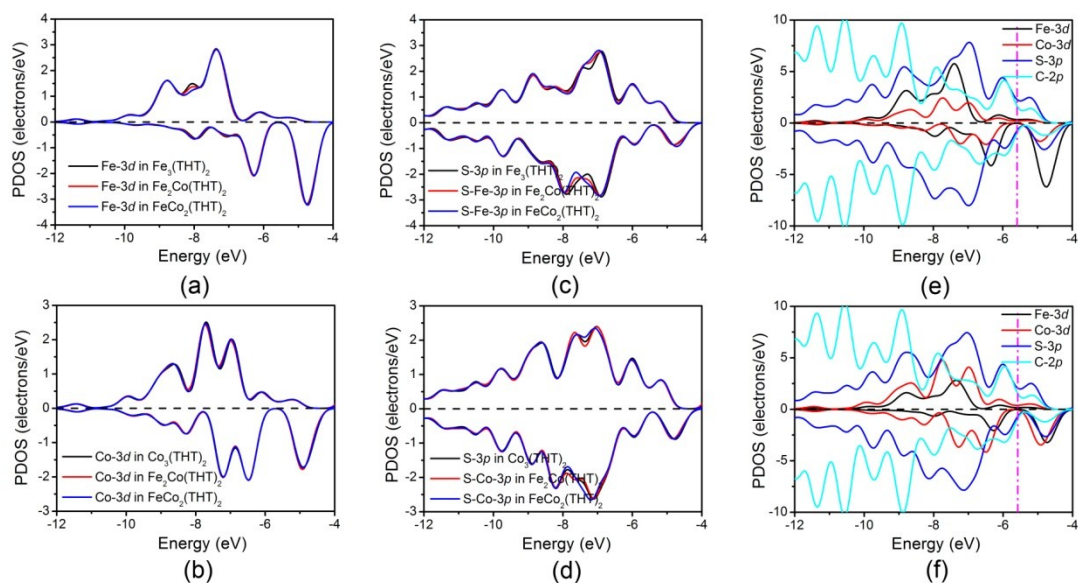 PDOS (electrons/eV)
4
3
2
1
0
-1
-2
-3
-4
Fe-3d in Fe₃(THT)₂
Fe-3d in Fe₂Co(THT)₂
Fe-3d in FeCo₂(THT)₂
-12 -10 -8 -6 -4
Energy (eV)
(a)
PDOS (electrons/eV)
4
3
2
1
0
-1
-2
-3
-4
S-3p in Fe₃(THT)₂
S-Fe-3p in Fe₂Co(THT)₂
S-Fe-3p in FeCo₂(THT)₂
-12 -10 -8 -6 -4
Energy (eV)
(c)
PDOS (electrons/eV)
10
5
0
-5
-10
Fe-3d
Co-3d
S-3p
C-2p
-12 -10 -8 -6 -4
Energy (eV)
(e)
PDOS (electrons/eV)
3
2
1
0
-1
-2
-3
Co-3d in Co₃(THT)₂
Co-3d in Fe₂Co(THT)₂
Co-3d in FeCo₂(THT)₂
-12 -10 -8 -6 -4
Energy (eV)
(b)
PDOS (electrons/eV)
3
2
1
0
-1
-2
-3
S-3p in Co₃(THT)₂
S-Co-3p in Fe₂Co(THT)₂
S-Co-3p in FeCo₂(THT)₂
-12 -10 -8 -6 -4
Energy (eV)
(d)
PDOS (electrons/eV)
10
5
0
-5
-10
Fe-3d
Co-3d
S-3p
C-2p
-12 -10 -8 -6 -4
Energy (eV)
(f)